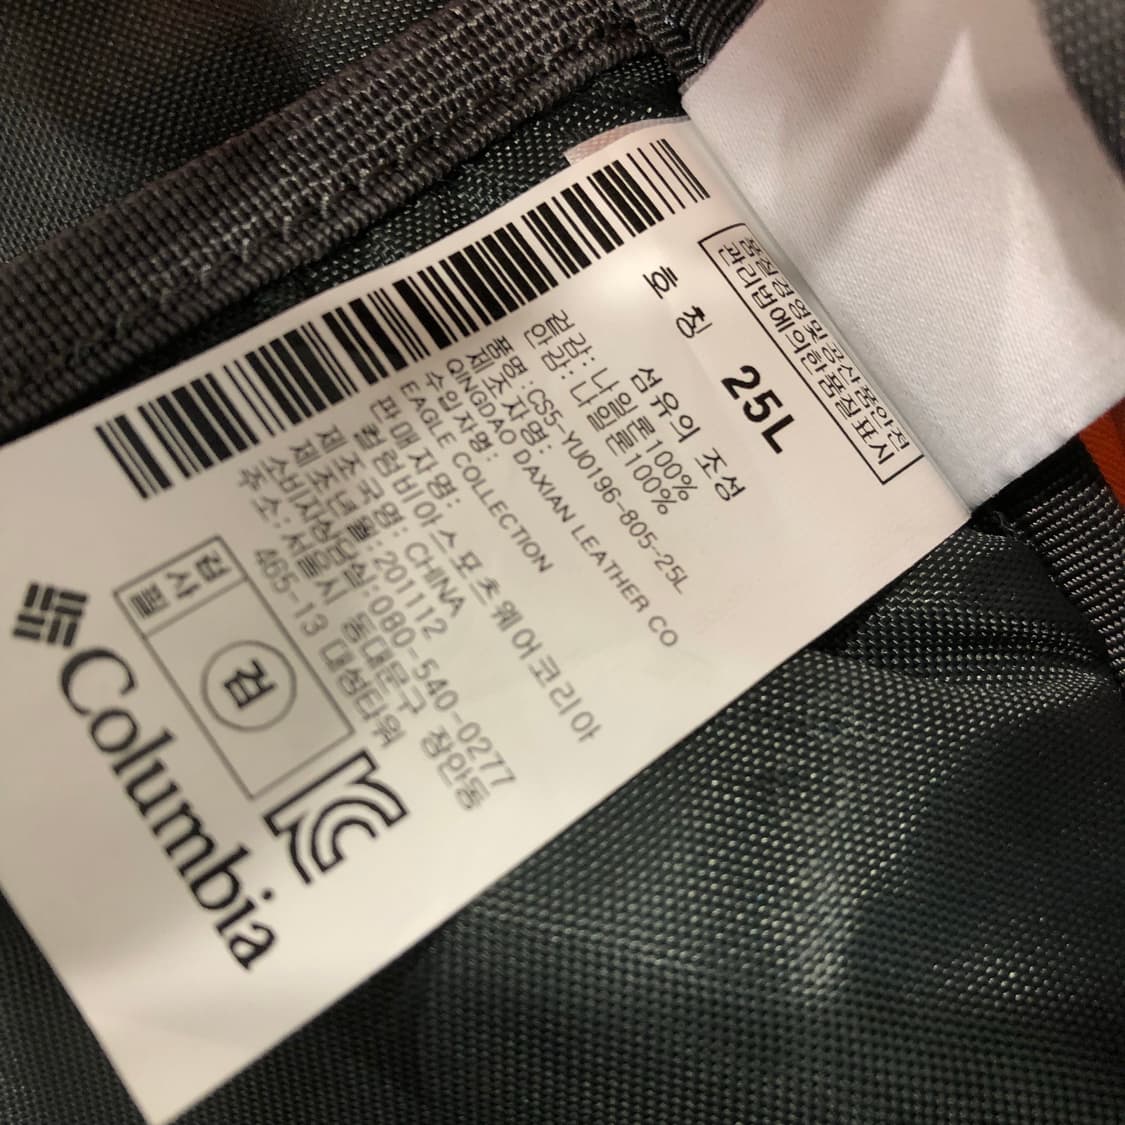 품질경영및공산품안전
관리법에의한품질표시
호칭 25L
섬유의 조성
겉감: 나일론100%
안감: 나일론100%
품명: CS5-YU0196-805-25L
제조자명:
QINGDAO DAXIAN LEATHER CO
수입자명:
EAGLE COLLECTION
판매자명:
컬럼비아스포츠웨어코리아
제조국명: CHINA
제조년월: 201112
소비자상담실: 080-540-0277
주소: 서울시 동대문구 장안동
465-13 대성타워
검사필
검
Columbia